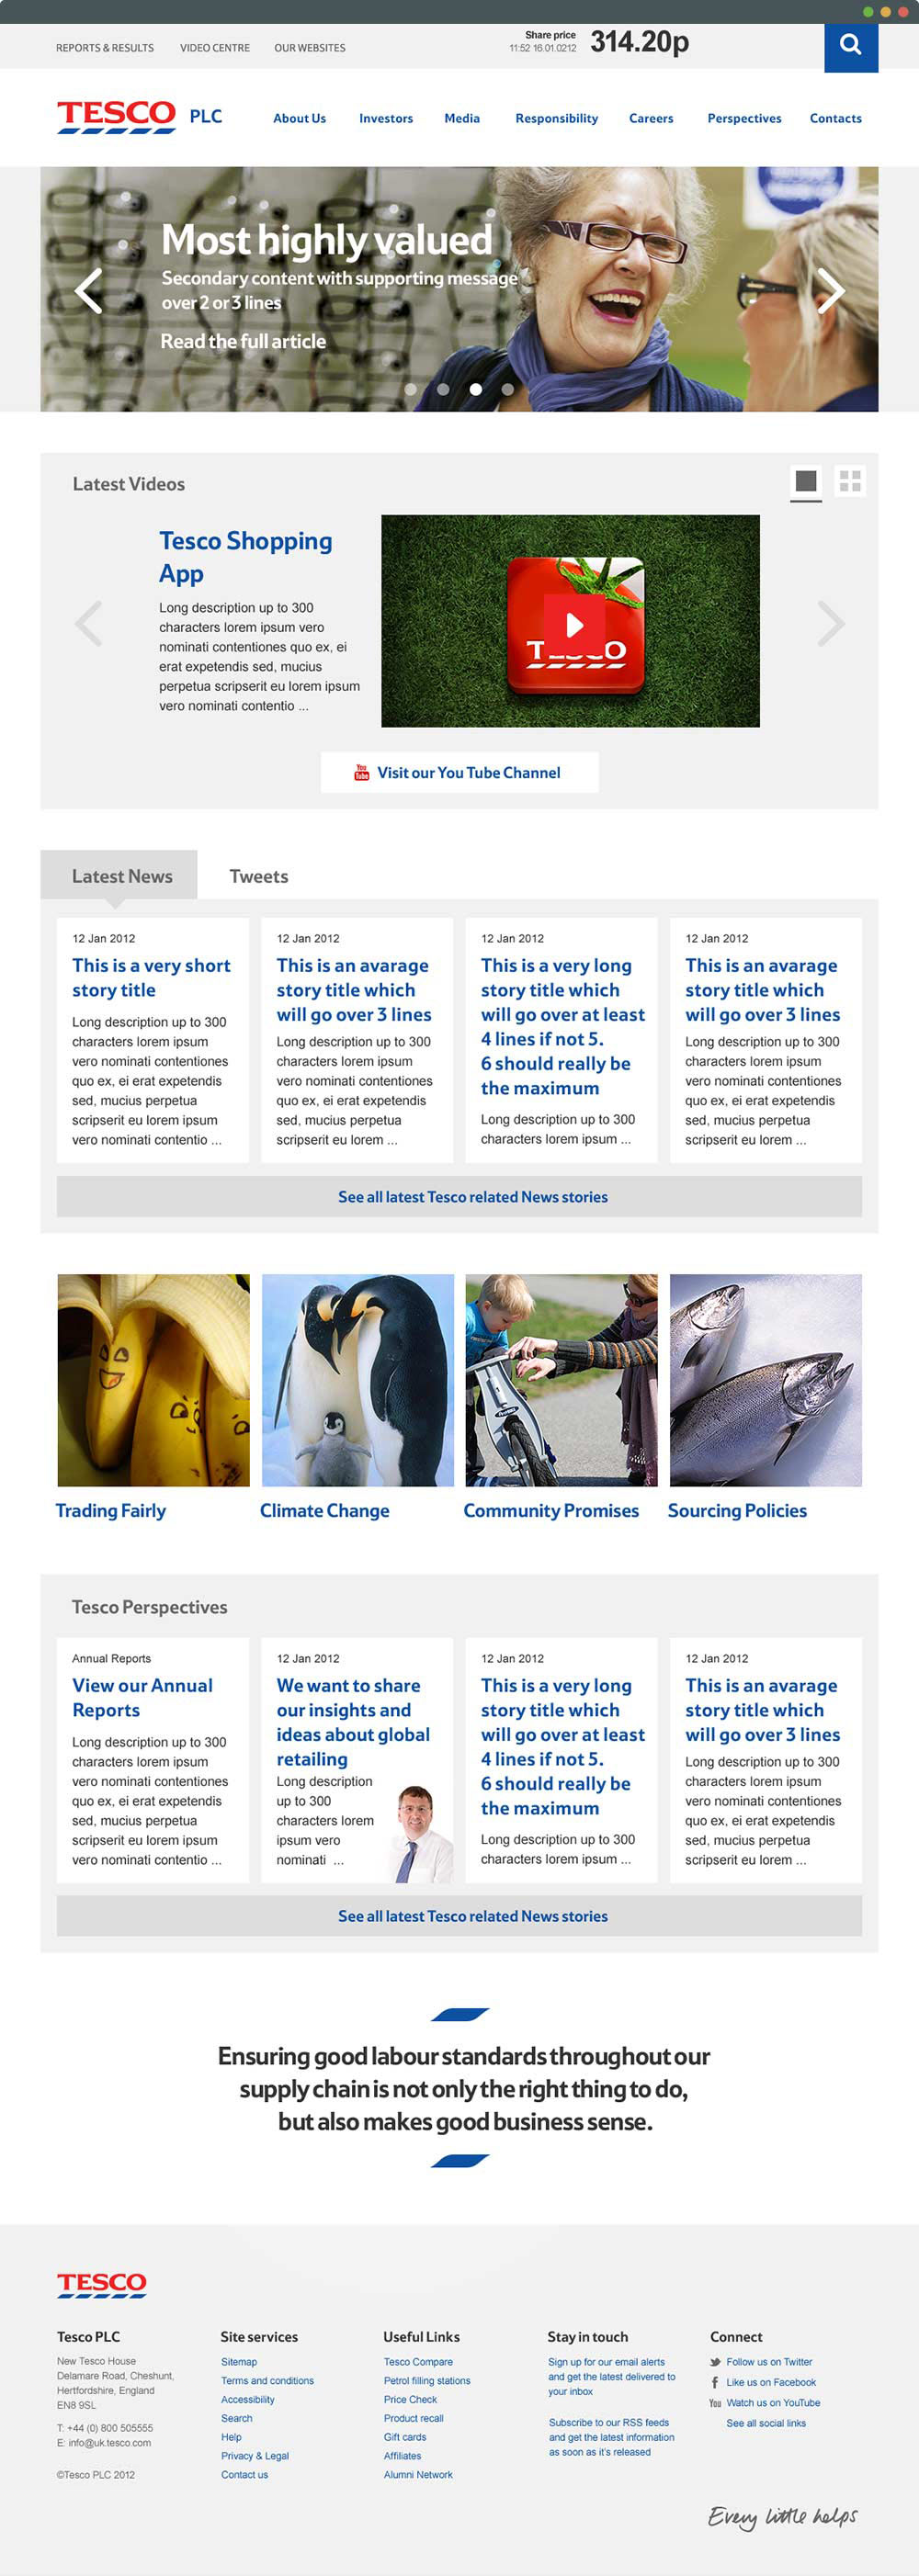 REPORTS & RESULTS VIDEO CENTRE OUR WEBSITES
Share price
11:52 16.01.0212
314.20p
TESCO PLC
About Us Investors Media Responsibility Careers Perspectives Contacts
Most highly valued
Secondary content with supporting message
over 2 or 3 lines
Read the full article
Latest Videos
Tesco Shopping
App
Long description up to 300
characters lorem ipsum vero
nominati contentiones quo ex, ei
erat expetendis sed, mucius
perpetua scripserit eu lorem ipsum
vero nominati contentio ...
You Tube Visit our You Tube Channel
Latest News Tweets
12 Jan 2012
This is a very short
story title
Long description up to 300
characters lorem ipsum
vero nominati contentiones
quo ex, ei erat expetendis
sed, mucius perpetua
scripserit eu lorem ipsum
vero nominati contentio ...
12 Jan 2012
This is an avarage
story title which
will go over 3 lines
Long description up to 300
characters lorem ipsum
vero nominati contentiones
quo ex, ei erat expetendis
sed, mucius perpetua
scripserit eu lorem ...
12 Jan 2012
This is a very long
story title which
will go over at least
4 lines if not 5.
6 should really be
the maximum
Long description up to 300
characters lorem ipsum ...
12 Jan 2012
This is an avarage
story title which
will go over 3 lines
Long description up to 300
characters lorem ipsum
vero nominati contentiones
quo ex, ei erat expetendis
sed, mucius perpetua
scripserit eu lorem ...
See all latest Tesco related News stories
Trading Fairly
Climate Change
Community Promises
Sourcing Policies
Tesco Perspectives
Annual Reports
View our Annual
Reports
Long description up to 300
characters lorem ipsum
vero nominati contentiones
quo ex, ei erat expetendis
sed, mucius perpetua
scripserit eu lorem ipsum
vero nominati contentio ...
12 Jan 2012
We want to share
our insights and
ideas about global
retailing
Long description
up to 300
characters lorem
ipsum vero
nominati ...
12 Jan 2012
This is a very long
story title which
will go over at least
4 lines if not 5.
6 should really be
the maximum
Long description up to 300
characters lorem ipsum ...
12 Jan 2012
This is an avarage
story title which
will go over 3 lines
Long description up to 300
characters lorem ipsum
vero nominati contentiones
quo ex, ei erat expetendis
sed, mucius perpetua
scripserit eu lorem ...
See all latest Tesco related News stories
Ensuring good labour standards throughout our
supply chain is not only the right thing to do,
but also makes good business sense.
TESCO
Tesco PLC
New Tesco House
Delamare Road, Cheshunt,
Hertfordshire, England
EN8 9SL
T: +44 (0) 800 505555
E: info@uk.tesco.com
©Tesco PLC 2012
Site services
Sitemap
Terms and conditions
Accessibility
Search
Help
Privacy & Legal
Contact us
Useful Links
Tesco Compare
Petrol filling stations
Price Check
Product recall
Gift cards
Affiliates
Alumni Network
Stay in touch
Sign up for our email alerts
and get the latest delivered to
your inbox
Subscribe to our RSS feeds
and get the latest information
as soon as it's released
Connect
Follow us on Twitter
Like us on Facebook
You Watch us on YouTube
See all social links
Every little helps